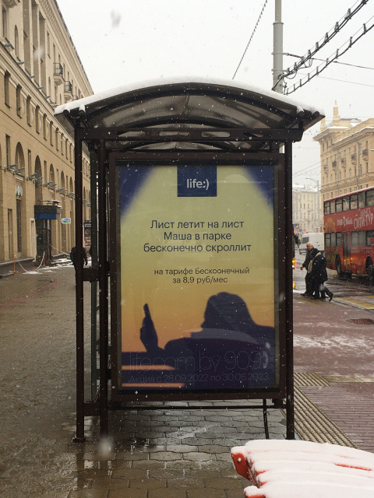 life:)
Лист летит на лист
Маша в парке
бесконечно скроллит
на тарифе Бесконечный
за 8,9 руб/мес